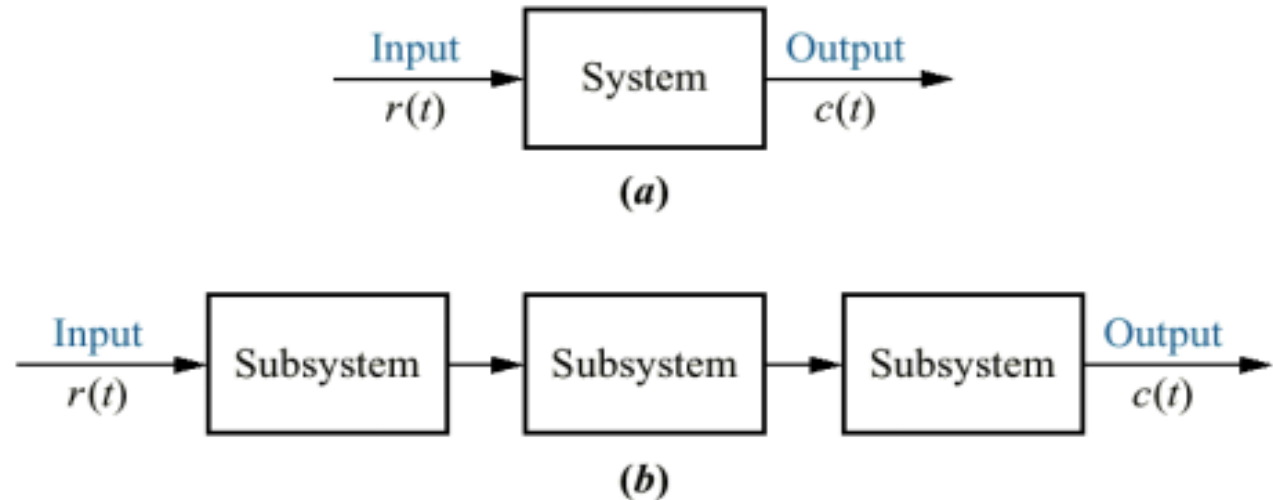 Input System Output
r(t) c(t)
(a)
Input Output
Subsystem Subsystem Subsystem
r(t) c(t)
(b)